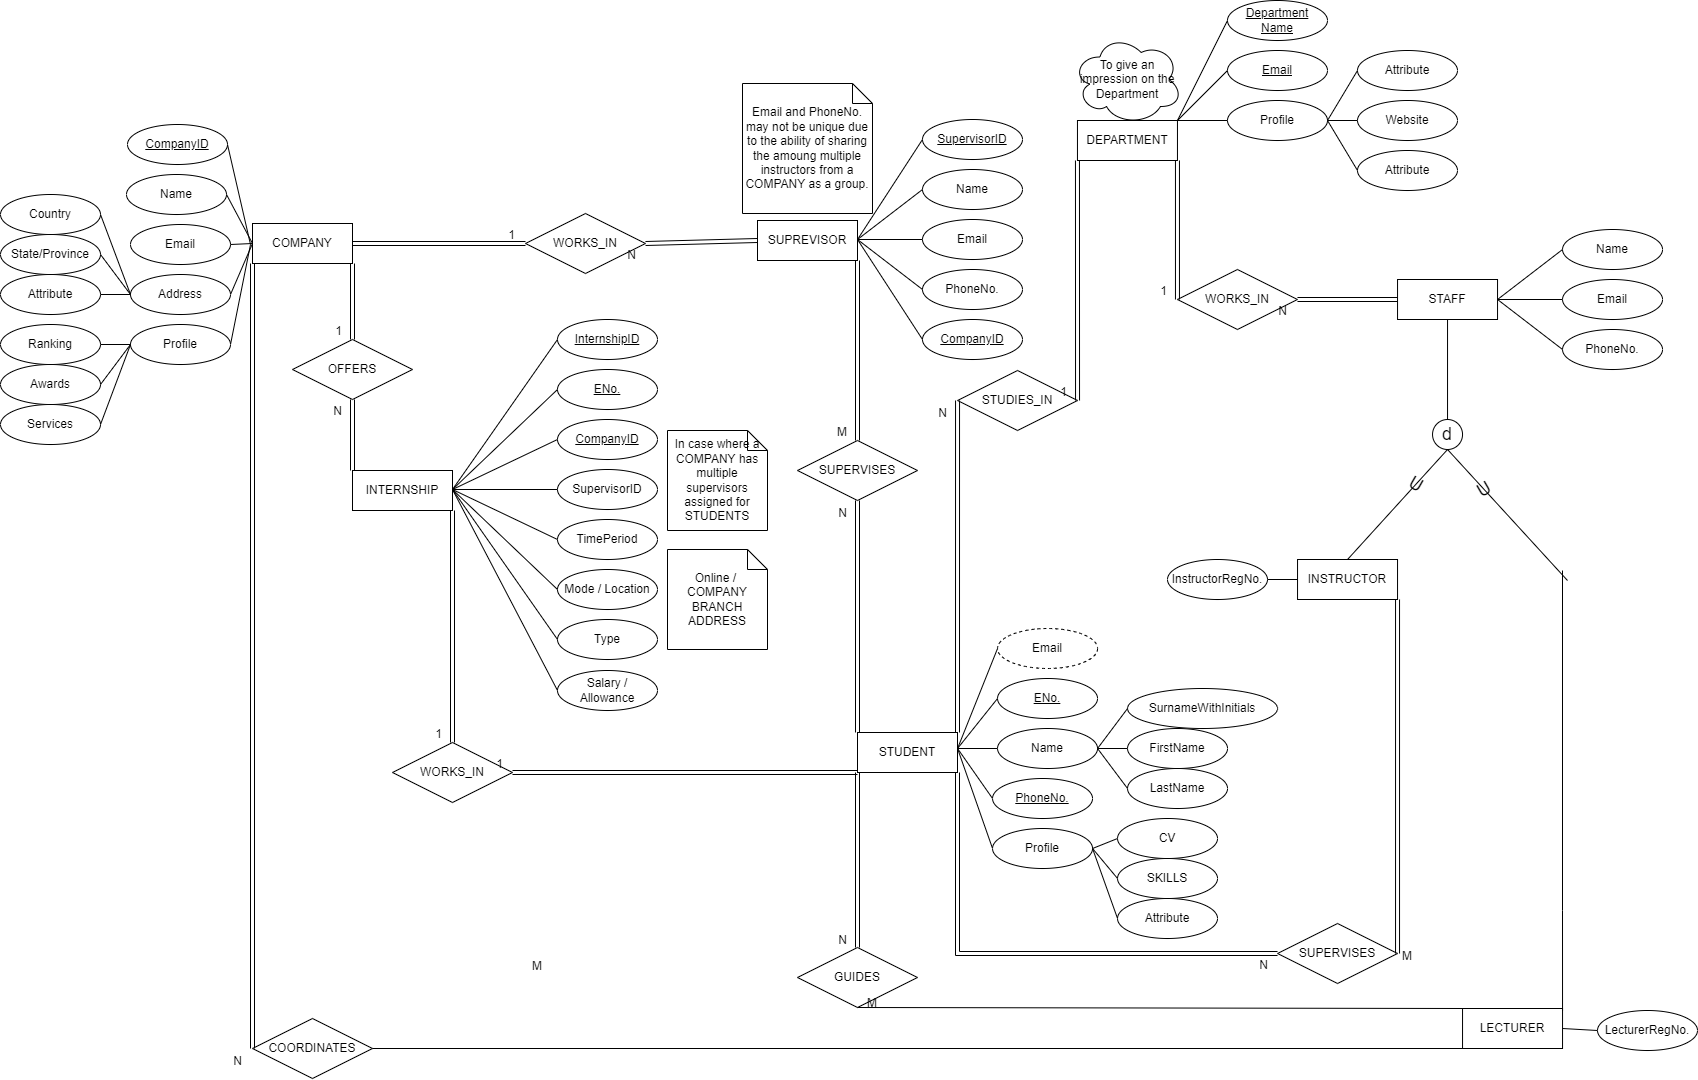 Department
Name
Email
Profile
Attribute
Website
Attribute
To give an
impression on the
Department
DEPARTMENT
Email and PhoneNo.
may not be unique due
to the ability of sharing
the amoung multiple
instructors from a
COMPANY as a group.
SupervisorID
Name
Email
PhoneNo.
CompanyID
SUPREVISOR
CompanyID
Name
Email
Address
Profile
Country
State/Province
Attribute
Ranking
Awards
Services
COMPANY
1
WORKS_IN
N
1
OFFERS
N
INTERNSHIP
InternshipID
ENo.
CompanyID
SupervisorID
TimePeriod
Mode / Location
Type
Salary /
Allowance
In case where a
COMPANY has
multiple
supervisors
assigned for
STUDENTS
Online /
COMPANY
BRANCH
ADDRESS
M
SUPERVISES
N
N
STUDIES_IN
1
1
WORKS_IN
N
STAFF
Name
Email
PhoneNo.
d
InstructorRegNo.
INSTRUCTOR
1
WORKS_IN
1
STUDENT
Email
ENo.
Name
PhoneNo.
Profile
SurnameWithInitials
FirstName
LastName
CV
SKILLS
Attribute
N
GUIDES
M
N
SUPERVISES
M
M
N
COORDINATES
LECTURER
LecturerRegNo.